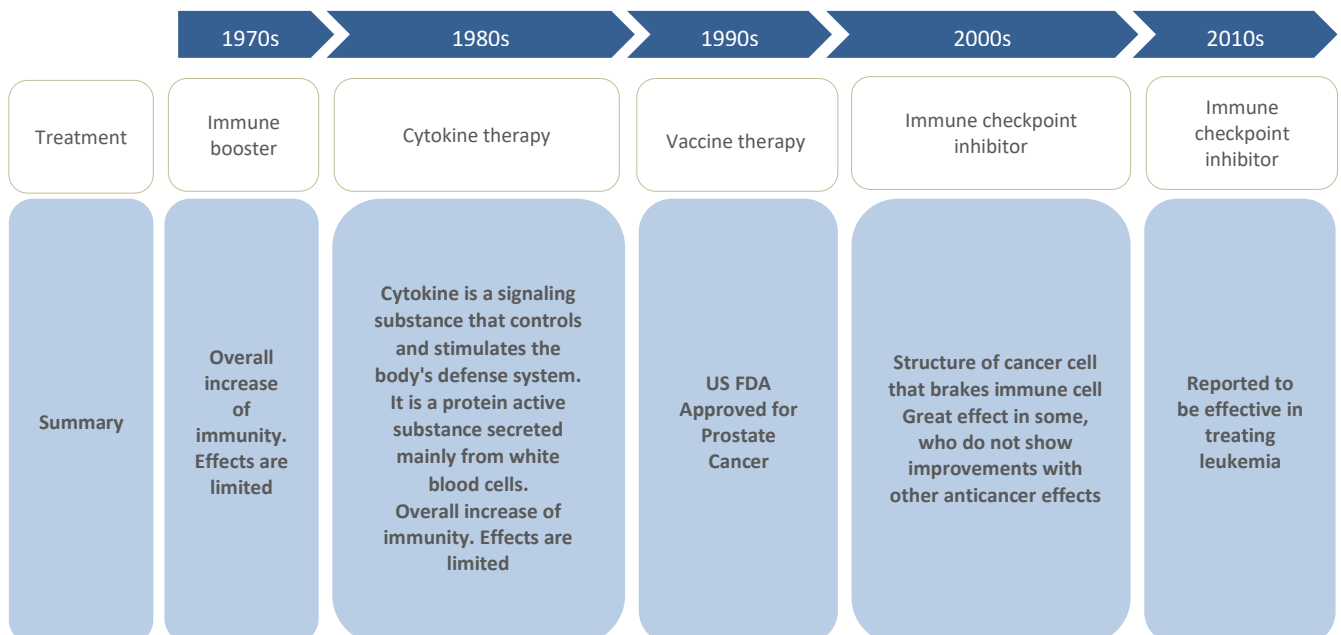 1970s
1980s
1990s
2000s
2010s
Treatment
Immune
booster
Cytokine therapy
Vaccine therapy
Immune checkpoint
inhibitor
Immune
checkpoint
inhibitor
Summary
Overall
increase
of
immunity.
Effects are
limited
Cytokine is a signaling
substance that controls
and stimulates the
body's defense system.
It is a protein active
substance secreted
mainly from white
blood cells.
Overall increase of
immunity. Effects are
limited
US FDA
Approved for
Prostate
Cancer
Structure of cancer cell
that brakes immune cell
Great effect in some,
who do not show
improvements with
other anticancer effects
Reported to
be effective in
treating
leukemia